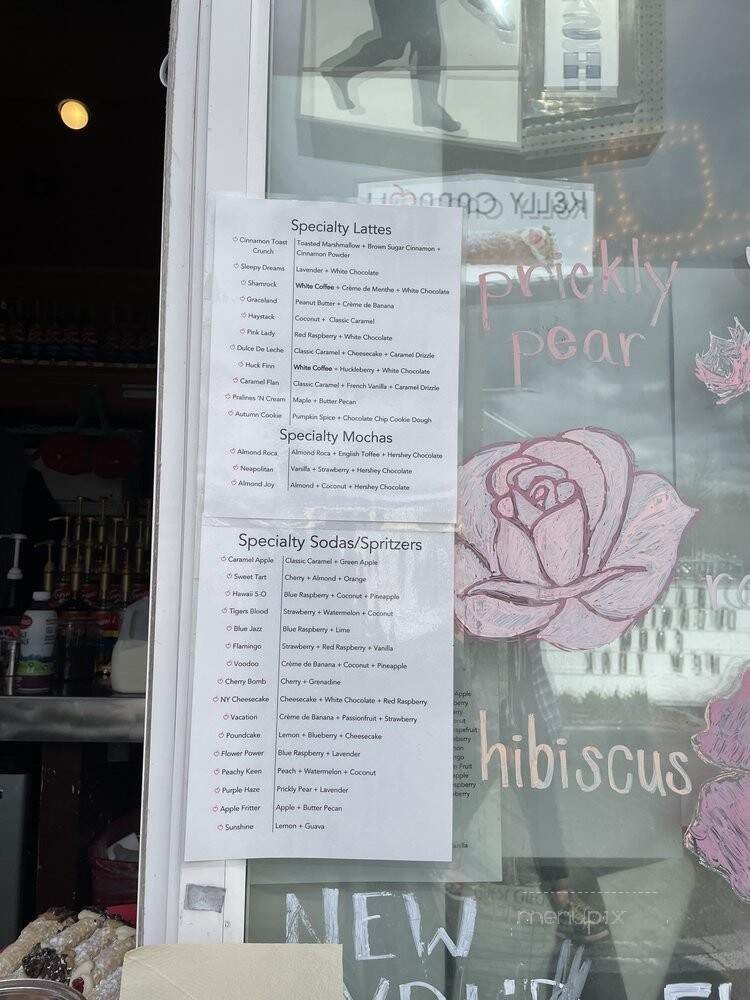 Specialty Lattes
Cinnamon Toast Crunch Toasted Marshmallow + Brown Sugar Cinnamon + Cinnamon Powder
Sleepy Dreams Lavender + White Chocolate
Shamrock White Coffee + Crème de Menthe + White Chocolate
Graceland Peanut Butter + Crème de Banana
Haystack Coconut + Classic Caramel
Pink Lady Red Raspberry + White Chocolate
Dulce De Leche Classic Caramel + Cheesecake + Caramel Drizzle
Huck Finn White Coffee + Huckleberry + White Chocolate
Caramel Flan Classic Caramel + French Vanilla + Caramel Drizzle
Pralines 'N Cream Maple + Butter Pecan
Autumn Cookie Pumpkin Spice + Chocolate Chip Cookie Dough
Specialty Mochas
Almond Roca Almond Roca + English Toffee + Hershey Chocolate
Neapolitan Vanilla + Strawberry + Hershey Chocolate
Almond Joy Almond + Coconut + Hershey Chocolate
Specialty Sodas/Spritzers
Caramel Apple Classic Caramel + Green Apple
Sweet Tart Cherry + Almond + Orange
Hawaii 5-O Blue Raspberry + Coconut + Pineapple
Tigers Blood Strawberry + Watermelon + Coconut
Blue Jazz Blue Raspberry + Lime
Flamingo Strawberry + Red Raspberry + Vanilla
Voodoo Crème de Banana + Coconut + Pineapple
Cherry Bomb Cherry + Grenadine
NY Cheesecake Cheesecake + White Chocolate + Red Raspberry
Vacation Crème de Banana + Passionfruit + Strawberry
Poundcake Lemon + Blueberry + Cheesecake
Flower Power Blue Raspberry + Lavender
Peachy Keen Peach + Watermelon + Coconut
Purple Haze Prickly Pear + Lavender
Apple Fritter Apple + Butter Pecan
Sunshine Lemon + Guava
prickly
pear
hibiscus
NEW
menupix